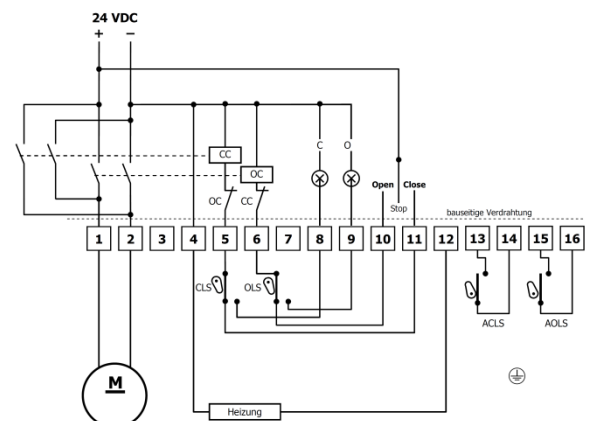 24 VDC
+ −
C O
CC
OC
OC CC
Open Close
Stop
bauseitige Verdrahtung
1 2 3 4 5 6 7 8 9 10 11 12 13 14 15 16
CLS OLS
ACLS AOLS
M
Heizung